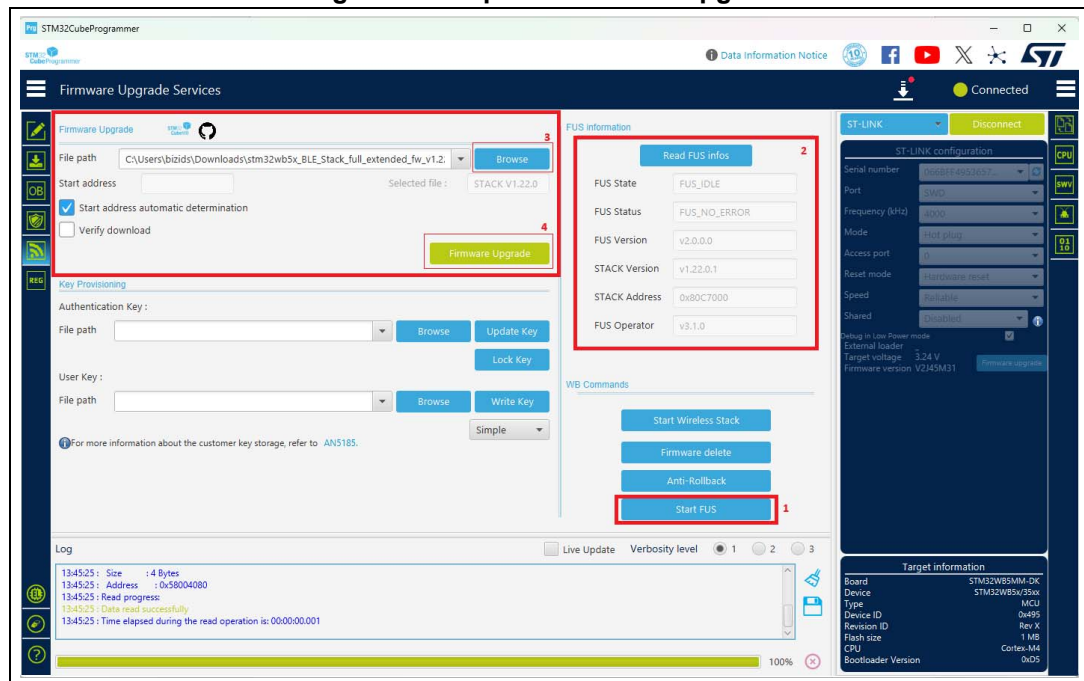 STM32CubeProgrammer
Data Information Notice
Firmware Upgrade Services
Connected
Firmware Upgrade
3
File path
C:\Users\bizids\Downloads\stm32wb5x_BLE_Stack_full_extended_fw_v1.2.
Browse
Start address
Selected file :
STACK V1.22.0
Start address automatic determination
Verify download
4
Firmware Upgrade
Key Provisioning
Authentication Key :
File path
Browse
Update Key
Lock Key
User Key :
File path
Browse
Write Key
Simple
For more information about the customer key storage, refer to AN5185.
FUS information
2
Read FUS infos
FUS State
FUS_IDLE
FUS Status
FUS_NO_ERROR
FUS Version
v2.0.0.0
STACK Version
v1.22.0.1
STACK Address
0x80C7000
FUS Operator
v3.1.0
WB Commands
Start Wireless Stack
Firmware delete
Anti-Rollback
Start FUS
1
ST-LINK
Disconnect
ST-LINK configuration
Serial number
Port
SWD
Frequency (kHz)
4000
Mode
Hot plug
Access port
0
Reset mode
Hardware reset
Speed
Reliable
Shared
Disabled
Debug in Low Power mode
External loader _
Target voltage 3.24 V
Firmware version V2J45M31
Firmware upgrade
OB
REG
CPU
SWV
01
10
Log
Live Update
Verbosity level
1
2
3
13:45:25 : Size : 4 Bytes
13:45:25 : Address : 0x58004080
13:45:25 : Read progress:
13:45:25 : Data read successfully
13:45:25 : Time elapsed during the read operation is: 00:00:00.001
100%
Target information
Board STM32WB5MM-DK
Device STM32WB5x/35xx
Type MCU
Device ID 0x495
Revision ID Rev X
Flash size 1 MB
CPU Cortex-M4
Bootloader Version 0xD5